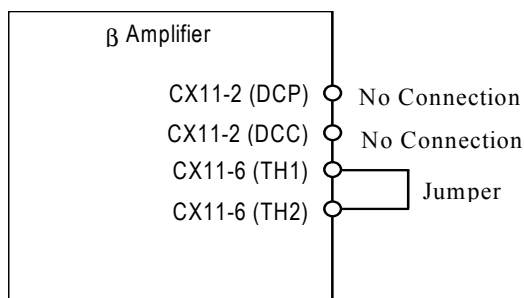 β Amplifier
CX11-2 (DCP) No Connection
CX11-2 (DCC) No Connection
CX11-6 (TH1)
Jumper
CX11-6 (TH2)